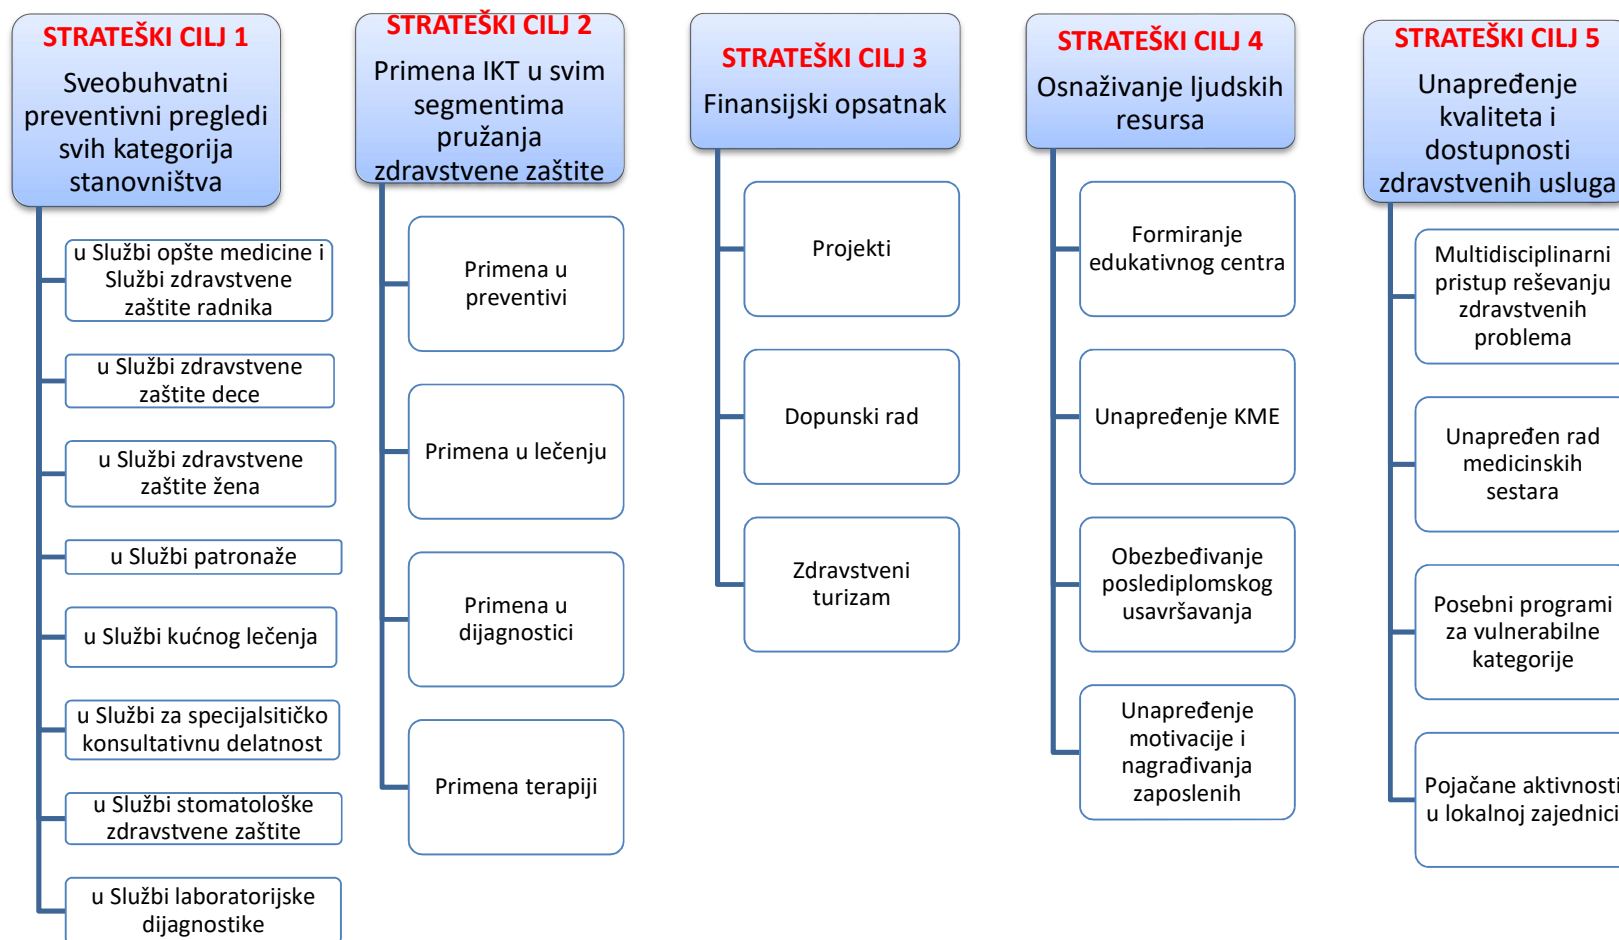 STRATEŠKI CILJ 1
Sveobuhvatni
preventivni pregledi
svih kategorija
stanovništva
u Službi opšte medicine i
Službi zdravstvene
zaštite radnika
u Službi zdravstvene
zaštite dece
u Službi zdravstvene
zaštite žena
u Službi patronaže
u Službi kućnog lečenja
u Službi za specijalsitičko
konsultativnu delatnost
u Službi stomatološke
zdravstvene zaštite
u Službi laboratorijske
dijagnostike
STRATEŠKI CILJ 2
Primena IKT u svim
segmentima
pružanja
zdravstvene zaštite
Primena u
preventivi
Primena u lečenju
Primena u
dijagnostici
Primena terapiji
STRATEŠKI CILJ 3
Finansijski opsatnak
Projekti
Dopunski rad
Zdravstveni
turizam
STRATEŠKI CILJ 4
Osnaživanje ljudskih
resursa
Formiranje
edukativnog centra
Unapređenje KME
Obezbeđivanje
poslediplomskog
usavršavanja
Unapređenje
motivacije i
nagrađivanja
zaposlenih
STRATEŠKI CILJ 5
Unapređenje
kvaliteta i
dostupnosti
zdravstvenih usluga
Multidisciplinarni
pristup reševanju
zdravstvenih
problema
Unapređen rad
medicinskih
sestara
Posebni programi
za vulnerabilne
kategorije
Pojačane aktivnosti
u lokalnoj zajednici